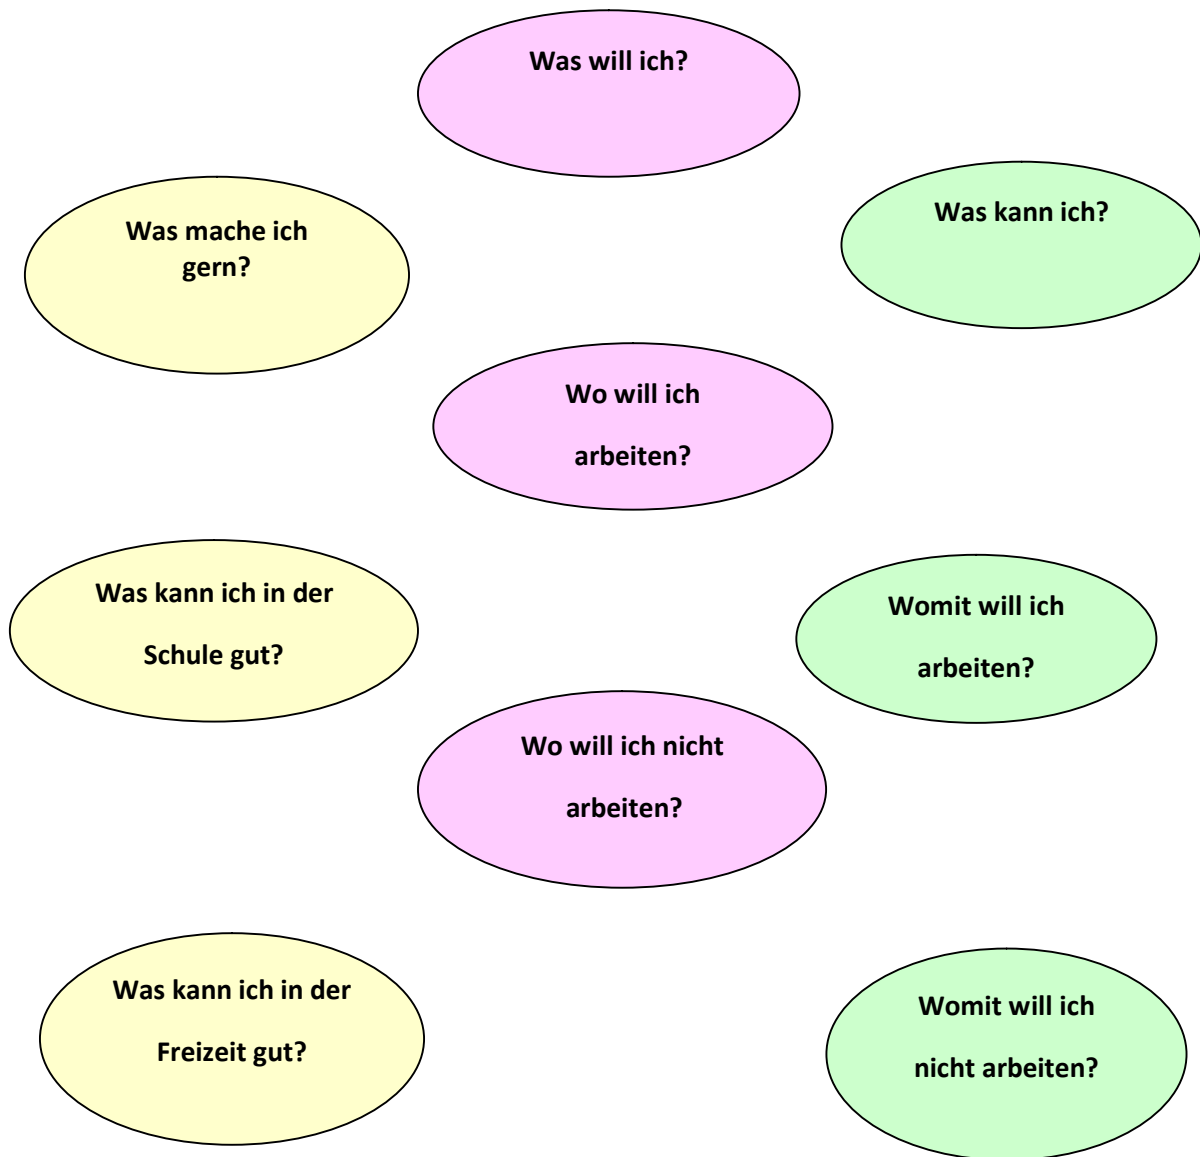 Was will ich?
Was kann ich?
Was mache ich
gern?
Wo will ich
arbeiten?
Was kann ich in der
Schule gut?
Womit will ich
arbeiten?
Wo will ich nicht
arbeiten?
Was kann ich in der
Freizeit gut?
Womit will ich
nicht arbeiten?